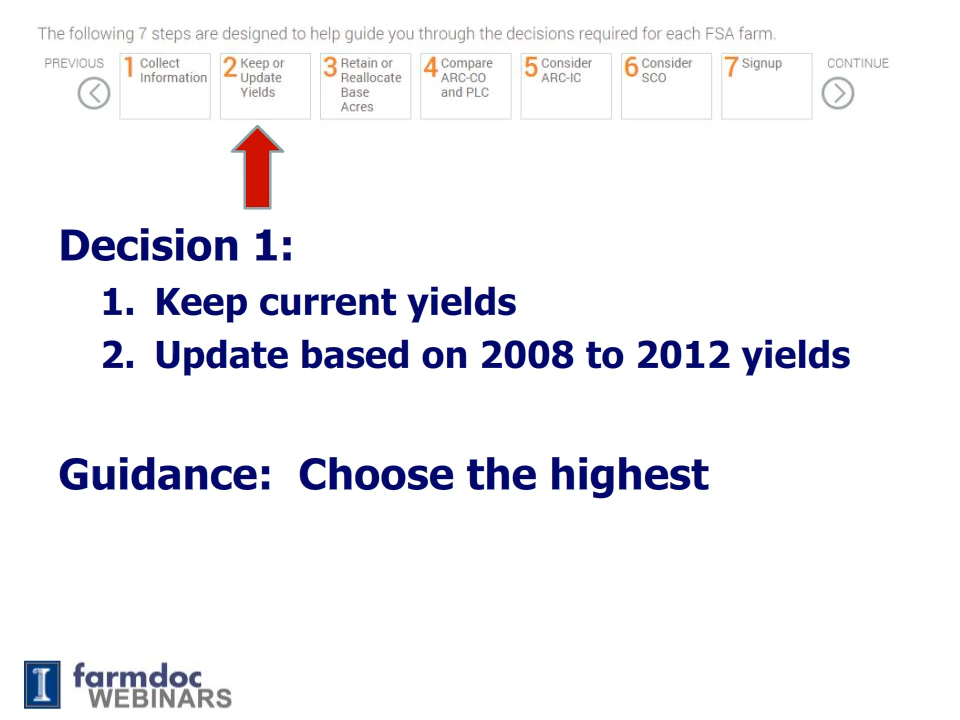 The following 7 steps are designed to help guide you through the decisions required for each FSA farm.
PREVIOUS
1 Collect
Information
2 Keep or
Update
Yields
3 Retain or
Reallocate
Base
Acres
4 Compare
ARC-CO
and PLC
5 Consider
ARC-IC
6 Consider
SCO
7 Signup
CONTINUE
Decision 1:
1. Keep current yields
2. Update based on 2008 to 2012 yields
Guidance: Choose the highest
I
farmdoc
WEBINARS